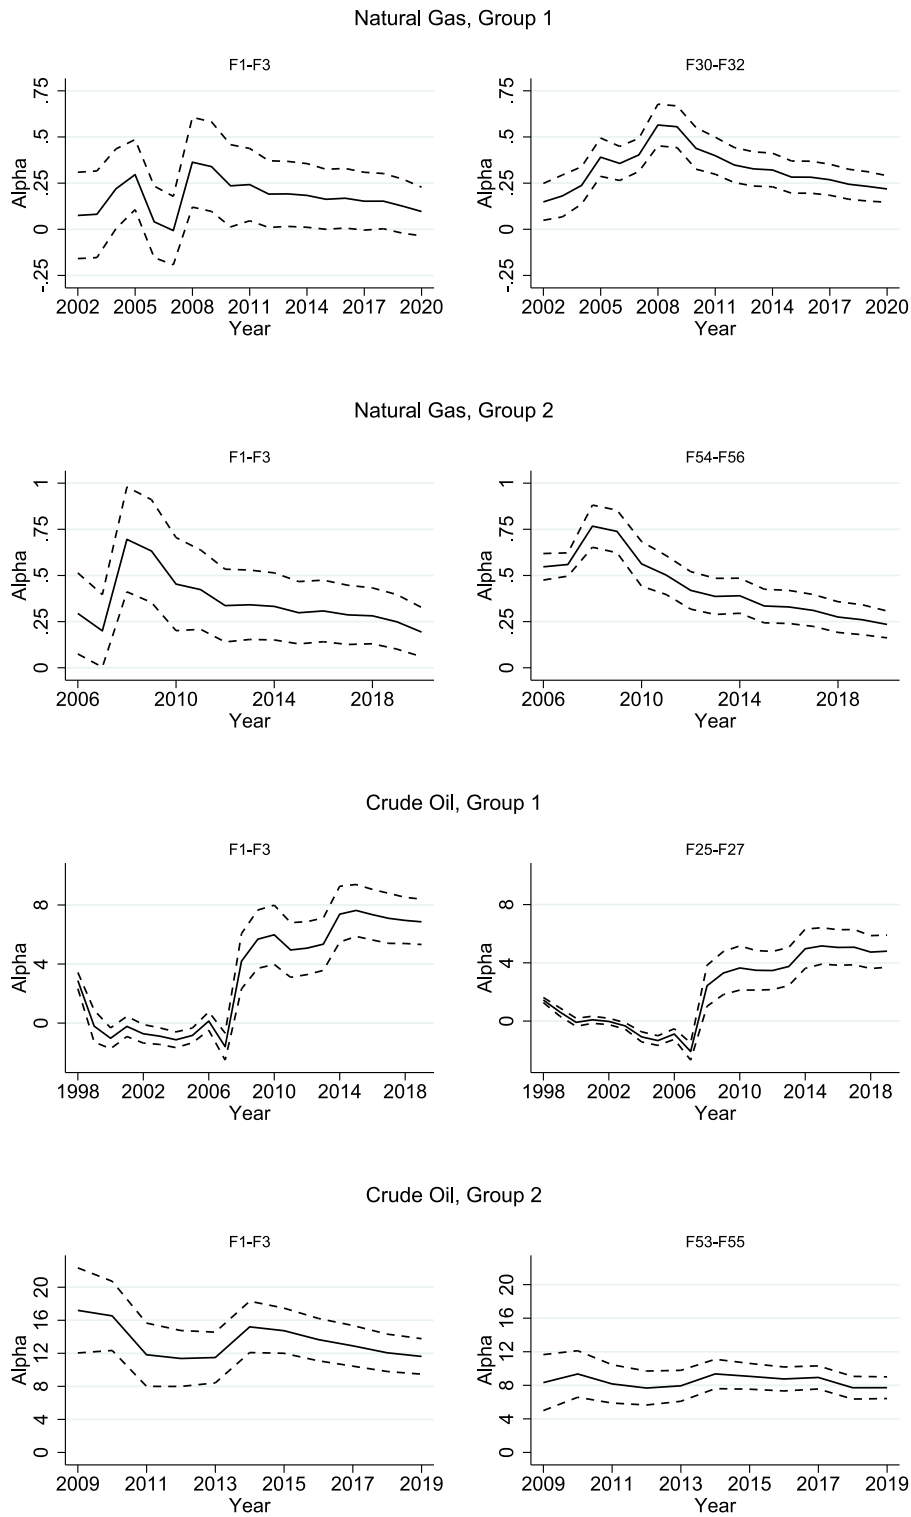 Natural Gas, Group 1
F1-F3
Alpha
.75
.5
.25
0
-.25
2002 2005 2008 2011 2014 2017 2020
Year
F30-F32
Alpha
.75
.5
.25
0
-.25
2002 2005 2008 2011 2014 2017 2020
Year
Natural Gas, Group 2
F1-F3
Alpha
1
.75
.5
.25
0
2006 2010 2014 2018
Year
F54-F56
Alpha
1
.75
.5
.25
0
2006 2010 2014 2018
Year
Crude Oil, Group 1
F1-F3
Alpha
8
4
0
1998 2002 2006 2010 2014 2018
Year
F25-F27
Alpha
8
4
0
1998 2002 2006 2010 2014 2018
Year
Crude Oil, Group 2
F1-F3
Alpha
20
16
12
8
4
0
2009 2011 2013 2015 2017 2019
Year
F53-F55
Alpha
20
16
12
8
4
0
2009 2011 2013 2015 2017 2019
Year